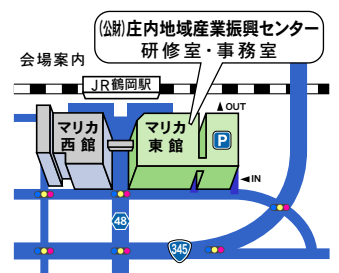 (公財)庄内地域産業振興センター
研修室・事務室
会場案内
JR鶴岡駅
OUT
マリカ
西館
マリカ
東館
P
IN
48
345